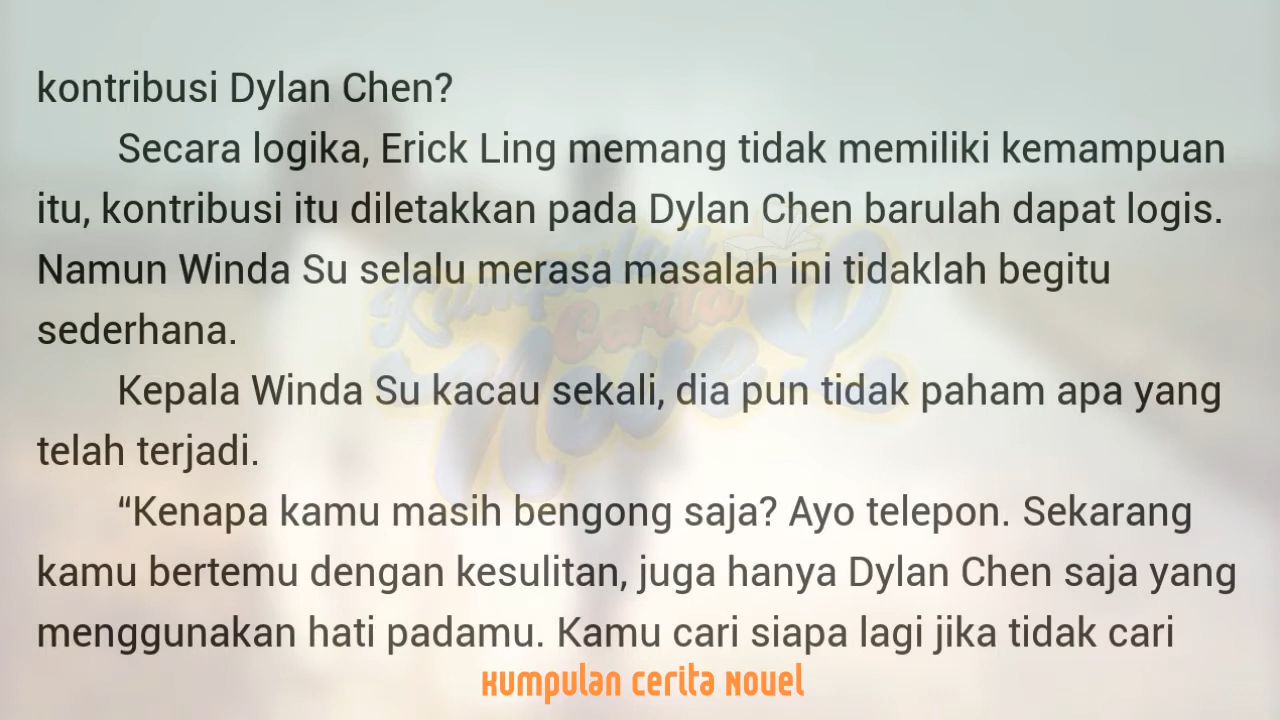 kontribusi Dylan Chen?
Secara logika, Erick Ling memang tidak memiliki kemampuan
itu, kontribusi itu diletakkan pada Dylan Chen barulah dapat logis.
Namun Winda Su selalu merasa masalah ini tidaklah begitu
sederhana.
Kepala Winda Su kacau sekali, dia pun tidak paham apa yang
telah terjadi.
“Kenapa kamu masih bengong saja? Ayo telepon. Sekarang
kamu bertemu dengan kesulitan, juga hanya Dylan Chen saja yang
menggunakan hati padamu. Kamu cari siapa lagi jika tidak cari
Kumpulan Cerita Novel
Kumpulan Cerita Novel